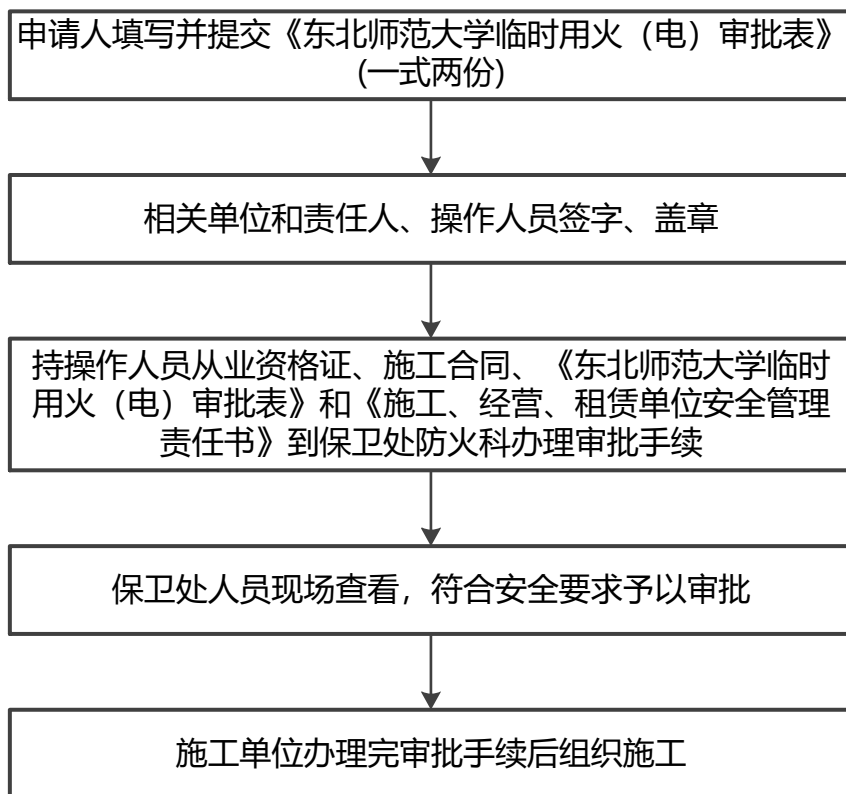 申请人填写并提交《东北师范大学临时用火（电）审批表》
(一式两份)
相关单位和责任人、操作人员签字、盖章
持操作人员从业资格证、施工合同、《东北师范大学临时
用火（电）审批表》和《施工、经营、租赁单位安全管理
责任书》到保卫处防火科办理审批手续
保卫处人员现场查看，符合安全要求予以审批
施工单位办理完审批手续后组织施工